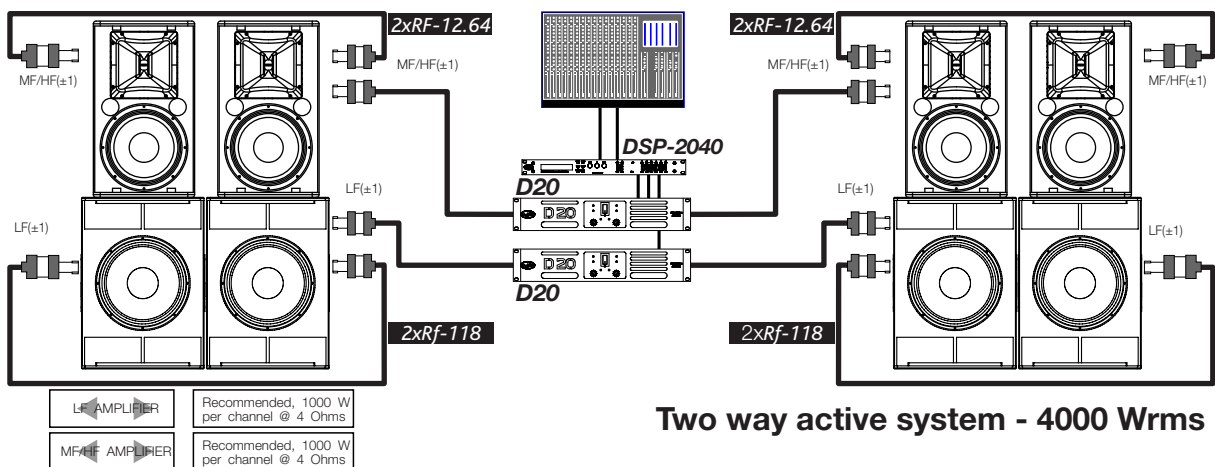 2xRF-12.64
2xRF-12.64
MF/HF(±1)
MF/HF(±1)
MF/HF(±1)
MF/HF(±1)
DSP-2040
D20
D20
D20
D20
LF(±1)
LF(±1)
LF(±1)
LF(±1)
2xRf-118
2xRf-118
LF AMPLIFIER
Recommended, 1000 W
per channel @ 4 Ohms
MF/HF AMPLIFIER
Recommended, 1000 W
per channel @ 4 Ohms
Two way active system - 4000 Wrms